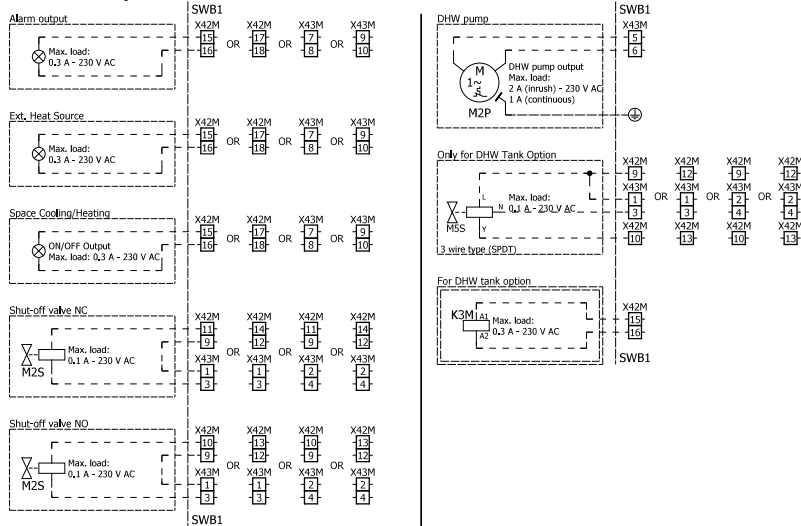 SWB1
Alarm output
Max. load:
0.3 A - 230 V AC
X42M X42M X43M X43M
15 17 7 9
OR OR OR
16 18 8 10
Ext. Heat Source
Max. load:
0.3 A - 230 V AC
X42M X42M X43M X43M
15 17 7 9
OR OR OR
16 18 8 10
Space Cooling/Heating
ON/OFF Output
Max. load: 0.3 A - 230 V AC
X42M X42M X43M X43M
15 17 7 9
OR OR OR
16 18 8 10
Shut-off valve NC
M2S
Max. load:
0.1 A - 230 V AC
X42M X42M X42M X42M
11 14 11 14
9 12 9 12
OR OR OR
X43M X43M X43M X43M
1 1 2 2
3 3 4 4
Shut-off valve NO
M2S
Max. load:
0.1 A - 230 V AC
X42M X42M X42M X42M
10 13 10 13
9 12 9 12
OR OR OR
X43M X43M X43M X43M
1 1 2 2
3 3 4 4
SWB1
SWB1
DHW pump
X43M
5
6
M
1~
M2P
DHW pump output
Max. load:
2 A (inrush) - 230 V AC
1 A (continuous)
Only for DHW Tank Option
M5S
L
N
Y
Max. load:
0.1 A - 230 V AC
3 wire type (SPDT)
X42M X42M X42M X42M
9 12 9 12
X43M X43M X43M X43M
1 1 2 2
OR OR OR
3 3 4 4
X42M X42M X42M X42M
10 13 10 13
For DHW tank option
K3M
A1
A2
Max. load:
0.3 A - 230 V AC
X42M
15
16
SWB1